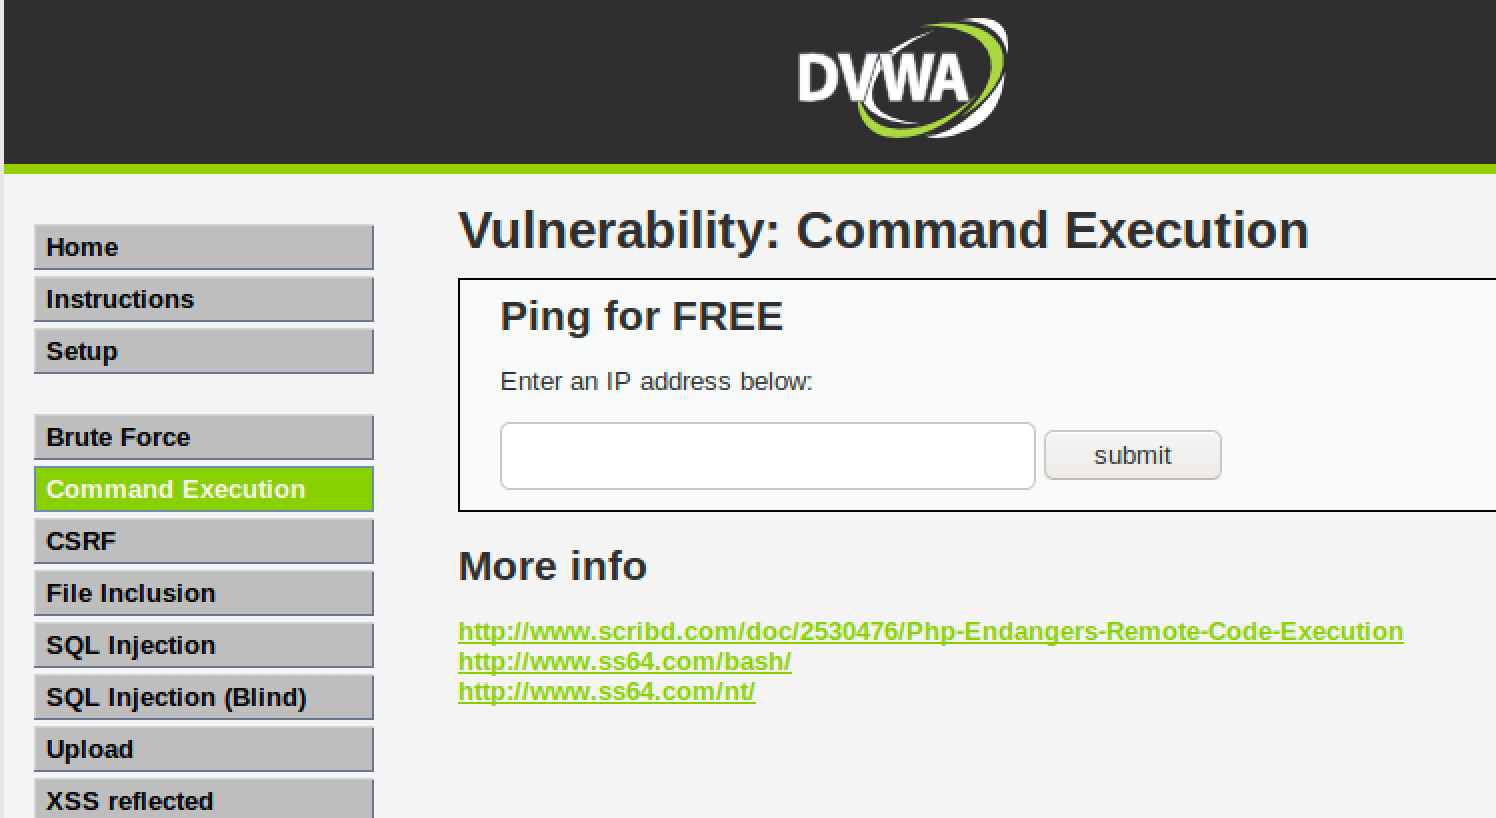 DVWA
Home
Instructions
Setup
Brute Force
Command Execution
CSRF
File Inclusion
SQL Injection
SQL Injection (Blind)
Upload
XSS reflected
Vulnerability: Command Execution
Ping for FREE
Enter an IP address below:
submit
More info
http://www.scribd.com/doc/2530476/Php-Endangers-Remote-Code-Execution
http://www.ss64.com/bash/
http://www.ss64.com/nt/